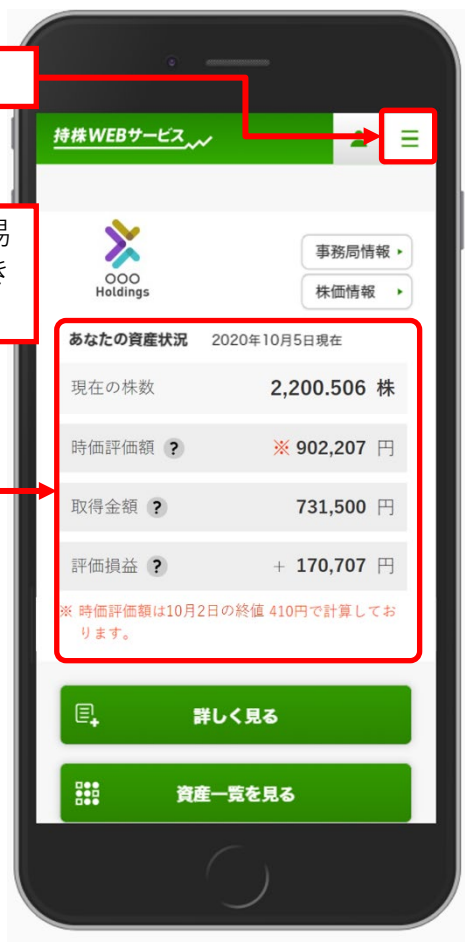 持株WEBサービス
OOO
Holdings
事務局情報
株価情報
あなたの資産状況 2020年10月5日現在
現在の株数 2,200.506 株
時価評価額 ? ※ 902,207 円
取得金額 ? 731,500 円
評価損益 ? + 170,707 円
※ 時価評価額は10月2日の終値 410円で計算してお
ります。
詳しく見る
資産一覧を見る